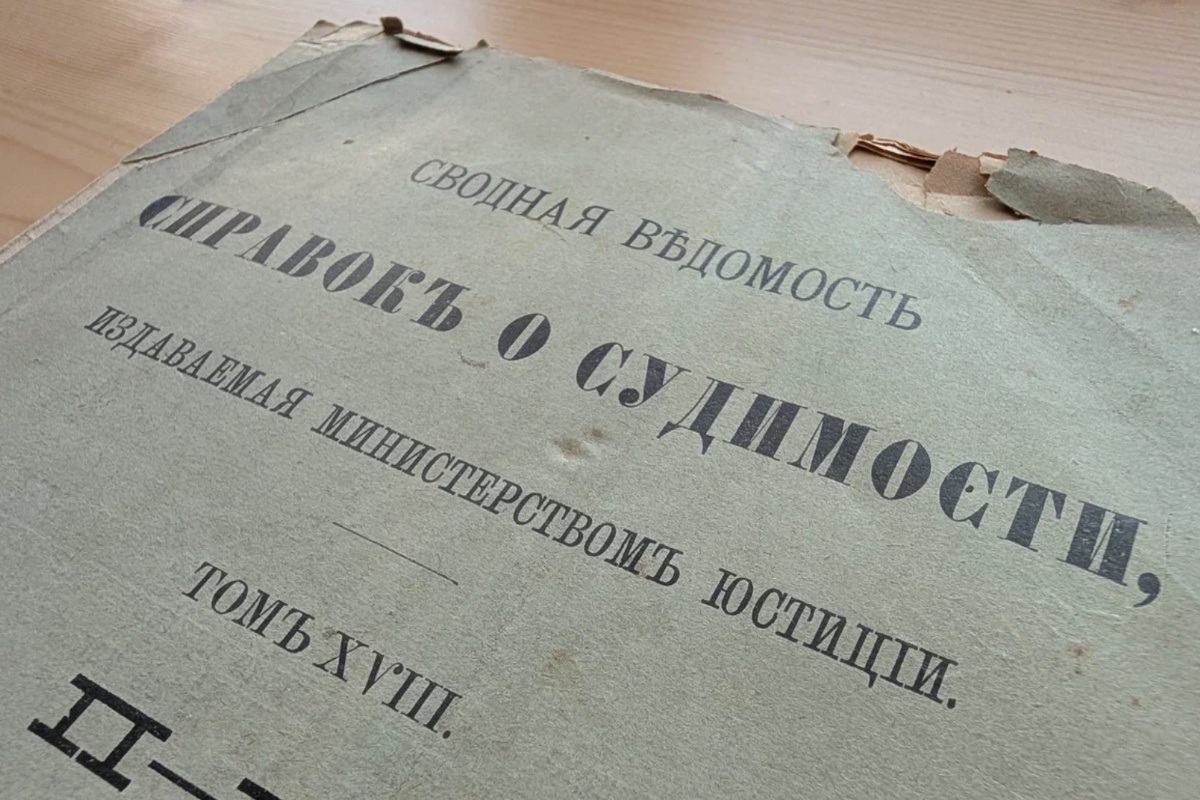 СВОДНАЯ ВѢДОМОСТЬ
СПРАВОКЪ О СУДИМОСТИ,
ИЗДАВАЕМАЯ МИНИСТЕРСТВОМЪ ЮСТИЦІИ.
ТОМЪ XVIII.
П—